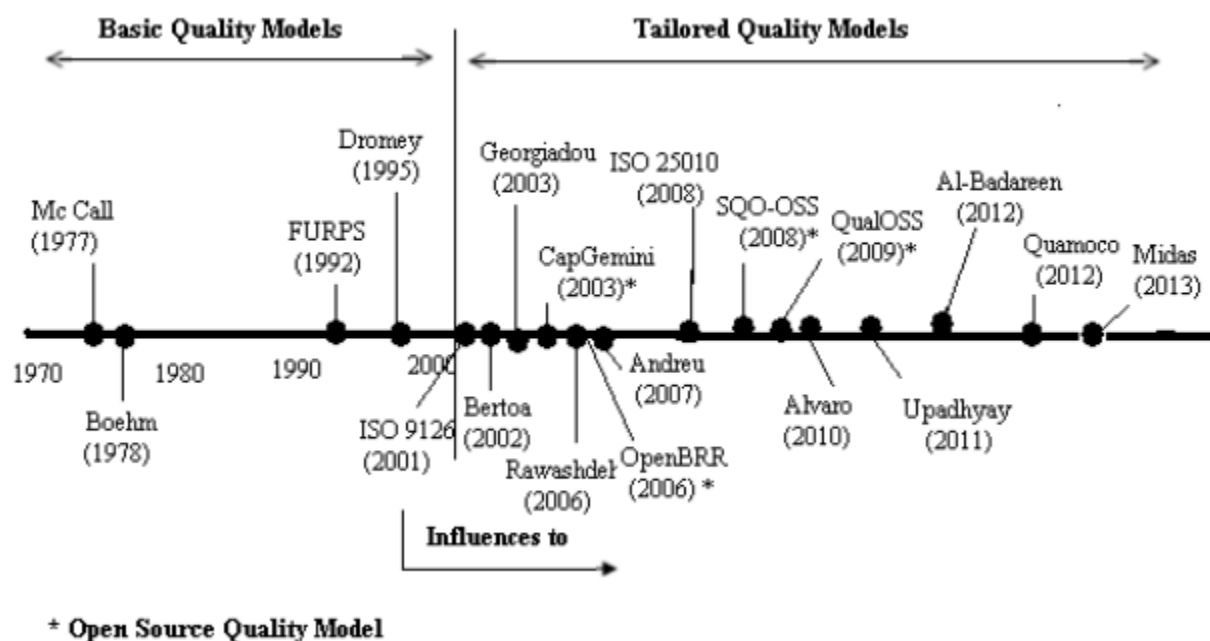 Basic Quality Models
Tailored Quality Models
Mc Call
(1977)
Boehm
(1978)
FURPS
(1992)
Dromey
(1995)
ISO 9126
(2001)
Bertoa
(2002)
Georgiadou
(2003)
CapGemini
(2003)*
Rawashdeh
(2006)
OpenBRR
(2006) *
Andreu
(2007)
ISO 25010
(2008)
SQO-OSS
(2008)*
QualOSS
(2009)*
Alvaro
(2010)
Upadhyay
(2011)
Al-Badareen
(2012)
Quamoco
(2012)
Midas
(2013)
1970
1980
1990
2000
Influences to
* Open Source Quality Model